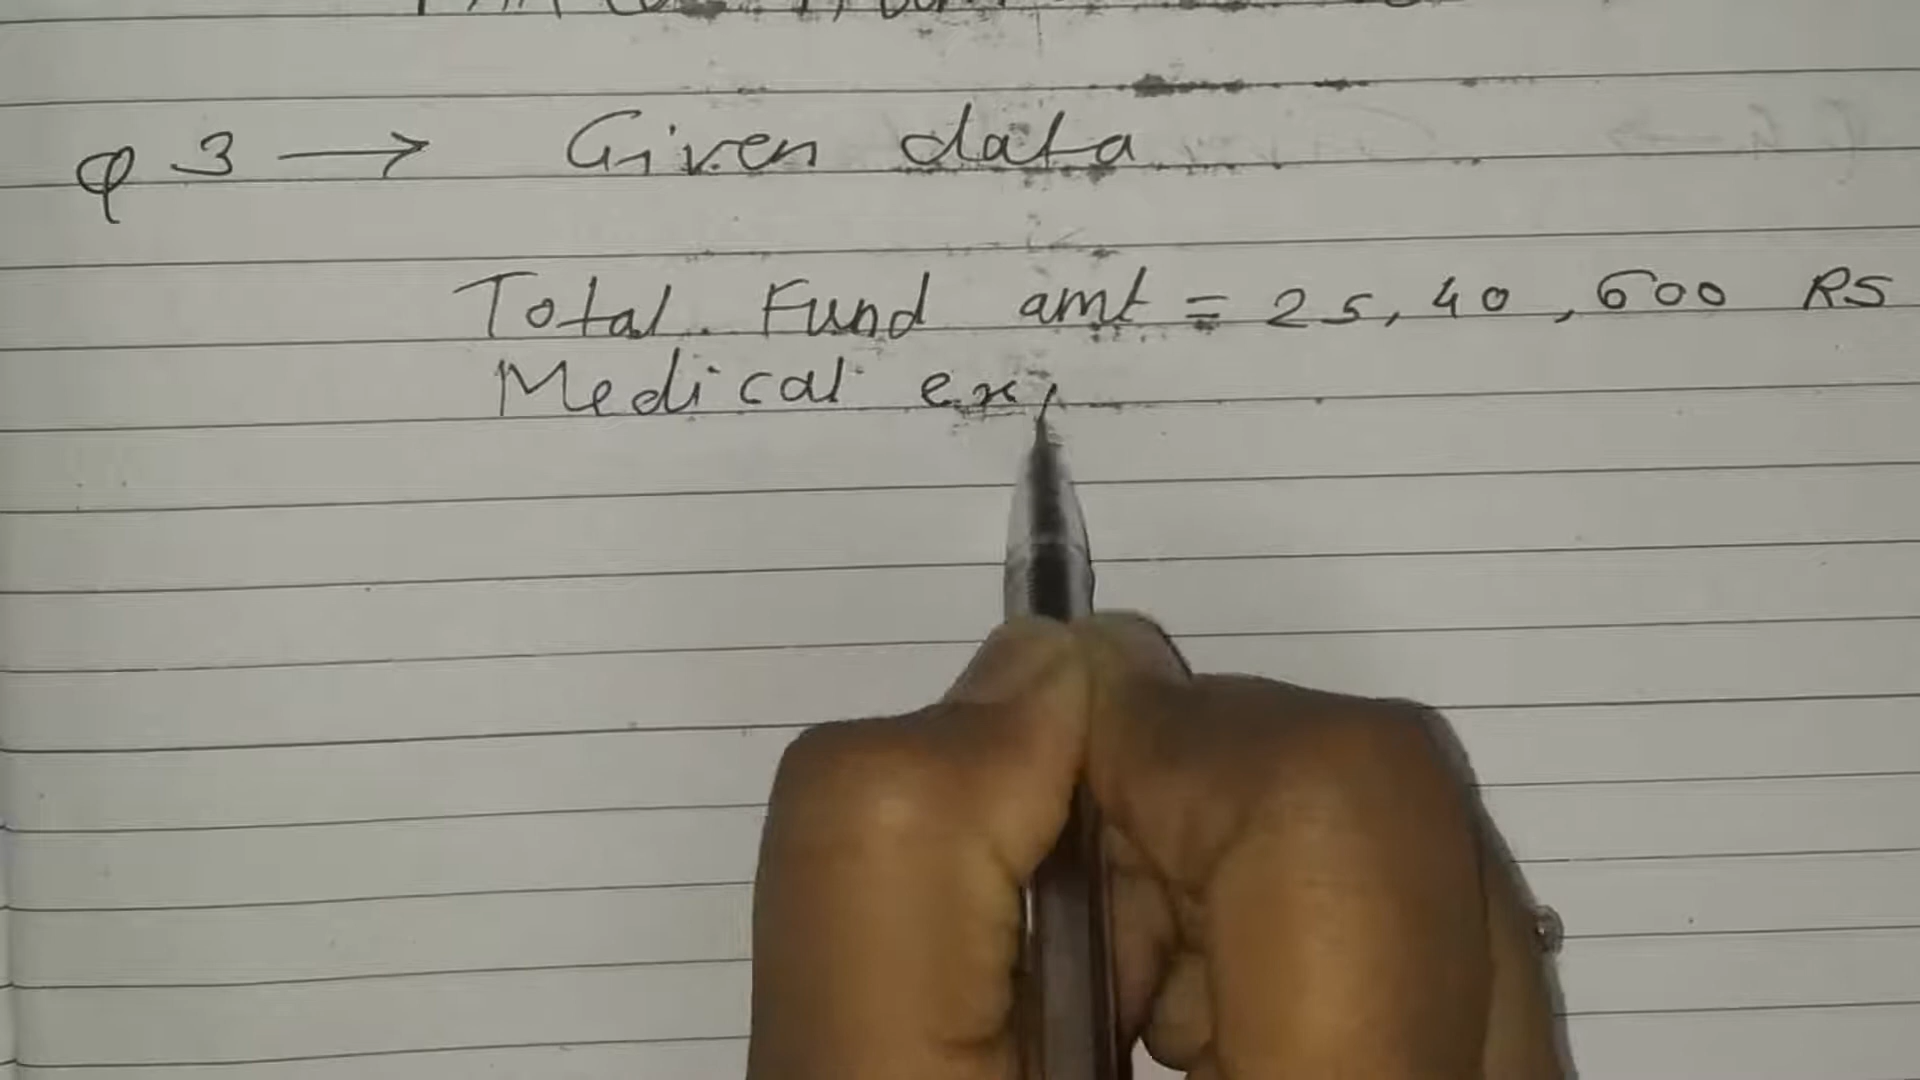 Q 3 → Given data
Total Fund amt = 25,40,600 RS
Medical ex